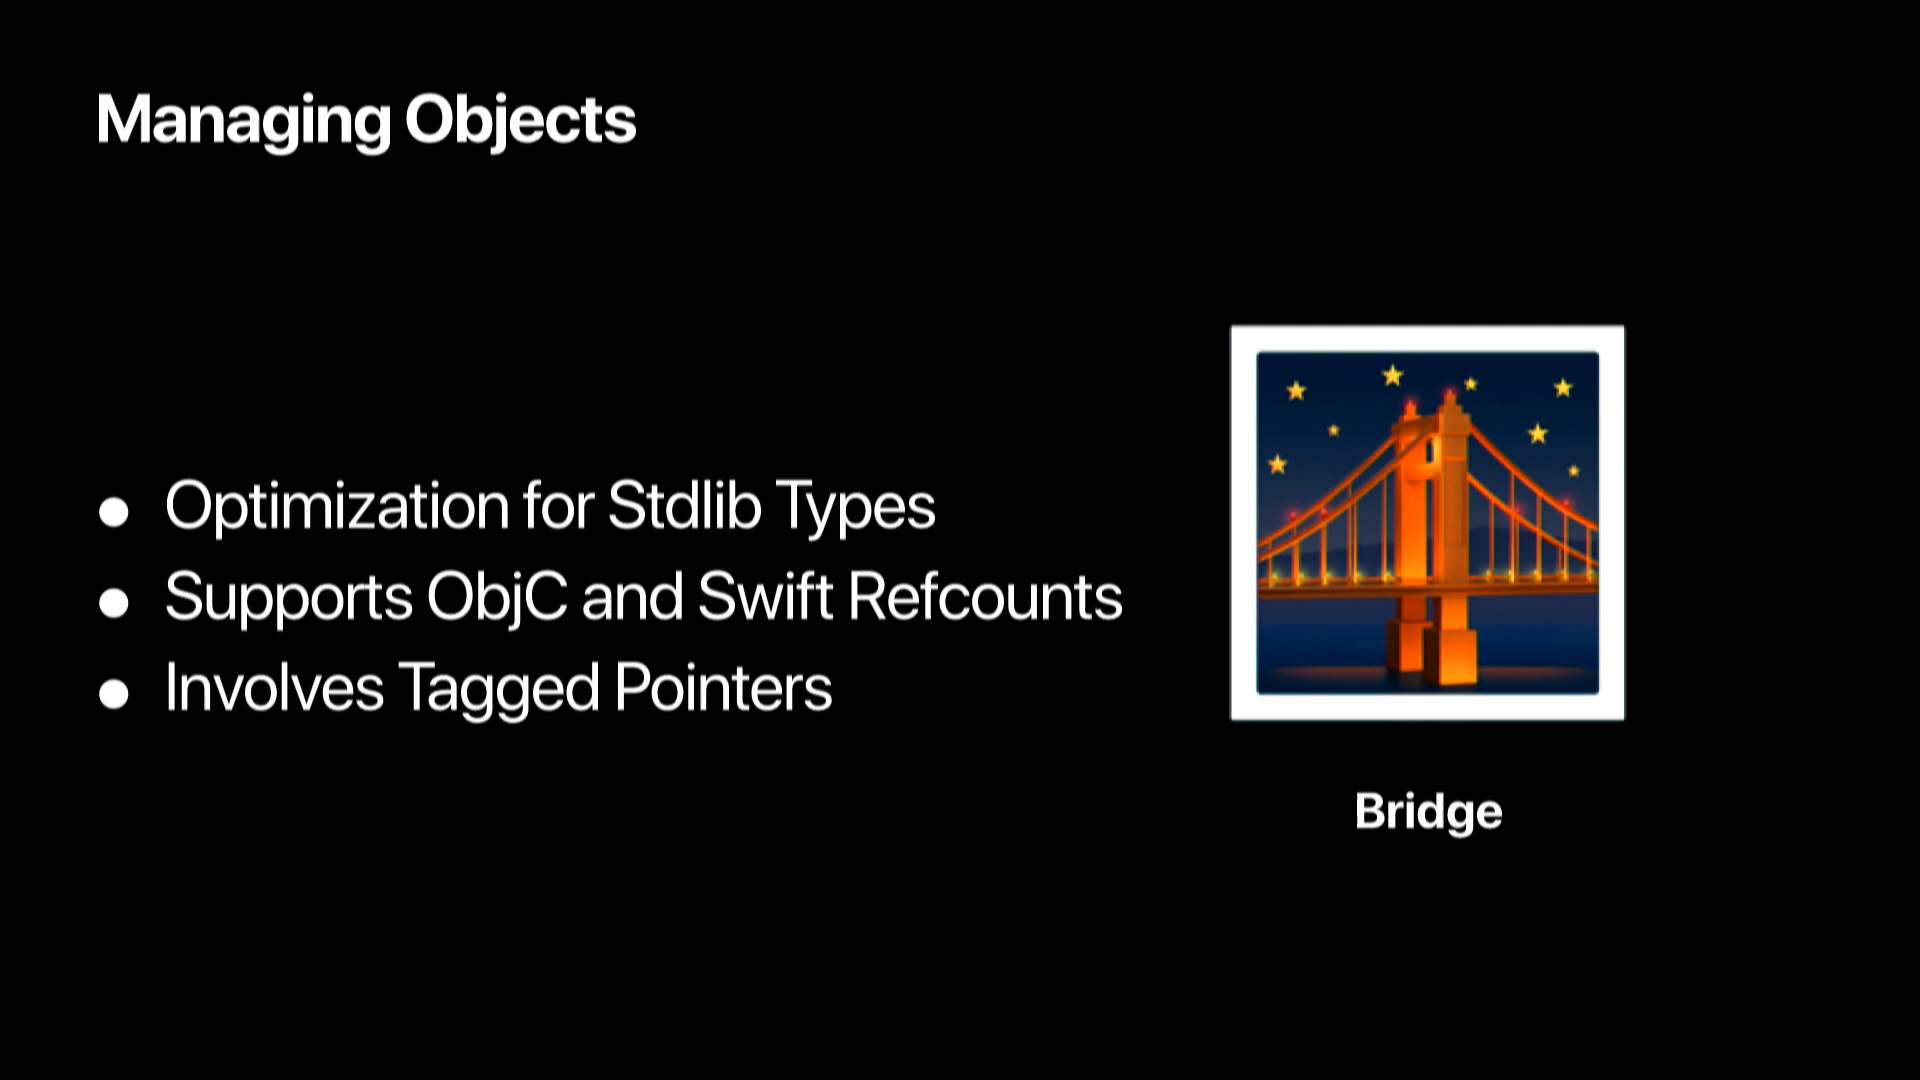 Managing Objects
● Optimization for Stdlib Types
● Supports ObjC and Swift Refcounts
● Involves Tagged Pointers
Bridge